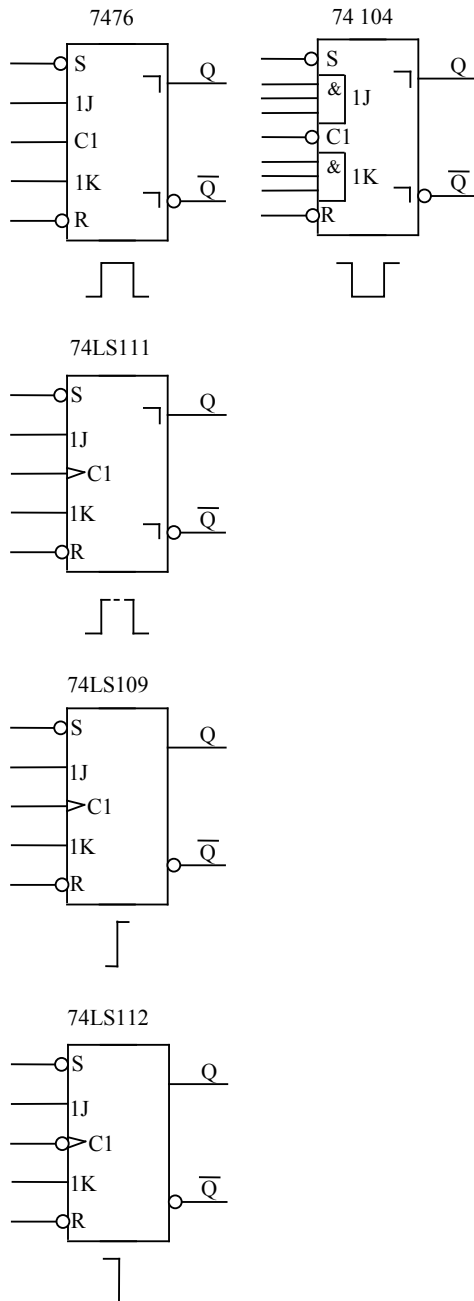 7476
S
1J
C1
1K
R
Q
Q̅
74 104
S
&
1J
C1
&
1K
R
Q
Q̅
74LS111
S
1J
C1
1K
R
Q
Q̅
74LS109
S
1J
C1
1K
R
Q
Q̅
74LS112
S
1J
C1
1K
R
Q
Q̅